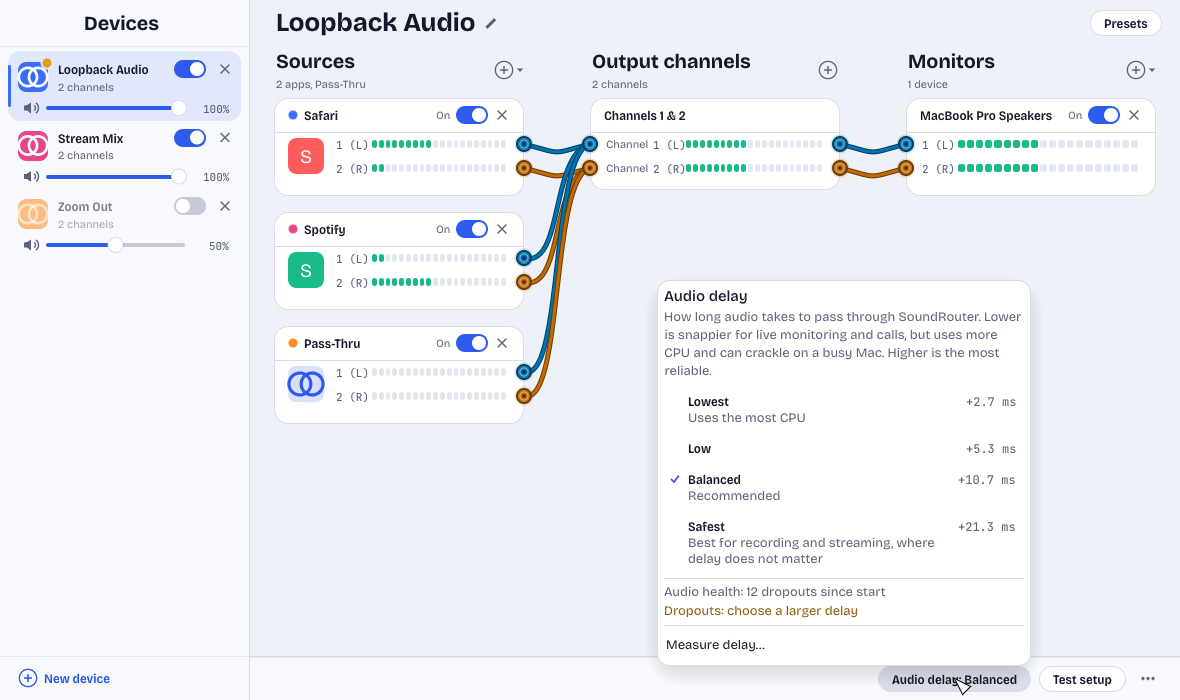 Devices
Loopback Audio
2 channels
100%
Stream Mix
2 channels
100%
Zoom Out
2 channels
50%
New device
Loopback Audio
Presets
Sources
2 apps, Pass-Thru
Safari
On
S
1 (L)
2 (R)
Spotify
On
S
1 (L)
2 (R)
Pass-Thru
On
1 (L)
2 (R)
Output channels
2 channels
Channels 1 & 2
Channel 1 (L)
Channel 2 (R)
Monitors
1 device
MacBook Pro Speakers
On
1 (L)
2 (R)
Audio delay
How long audio takes to pass through SoundRouter. Lower
is snappier for live monitoring and calls, but uses more
CPU and can crackle on a busy Mac. Higher is the most
reliable.
Lowest +2.7 ms
Uses the most CPU
Low +5.3 ms
Balanced +10.7 ms
Recommended
Safest +21.3 ms
Best for recording and streaming, where
delay does not matter
Audio health: 12 dropouts since start
Dropouts: choose a larger delay
Measure delay...
Audio delay: Balanced
Test setup